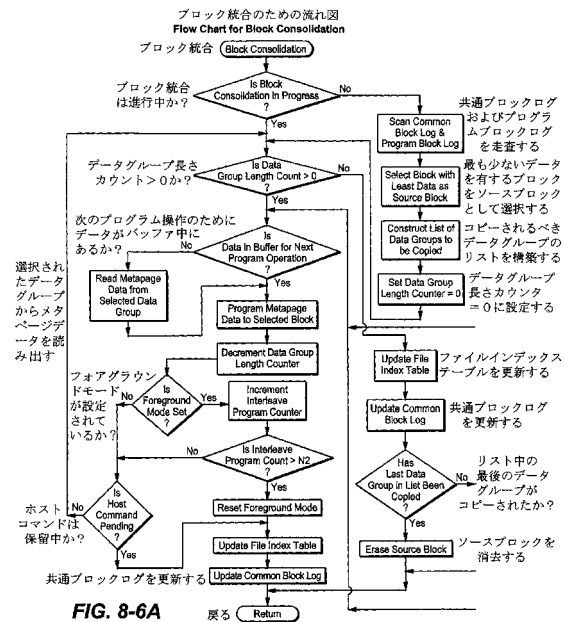 ブロック統合のための流れ図
Flow Chart for Block Consolidation
ブロック統合
Block Consolidation
ブロック統合
は進行中か?
Is Block
Consolidation In Progress
?
No
Yes
共通ブロックログ
およびプログラ
ムブロックログ
を走査する
Scan Common
Block Log &
Program Block Log
データグループ長さ
カウント>0か?
Is Data
Group Length Count > 0
?
No
Yes
最も少ないデータ
を有するブロック
をソースブロック
として選択する
Select Block with
Least Data as
Source Block
次のプログラム操作のために
データがバッファ中に
あるか?
Is
Data In Buffer for Next
Program Operation
?
No
Yes
コピーされるべき
データグループの
リストを構築する
Construct List of
Data Groups to
be Copied
選択され
たデータ
グループ
からメタ
ページデ
ータを読
み出す
Read Metapage
Data from
Selected Data
Group
Set Data Group
Length Counter = 0
データグループ
長さカウンタ
=0に設定する
Program Metapage
Data to Selected Block
Decrement Data Group
Length Counter
Update File
Index Table
ファイルインデックス
テーブルを更新する
フォアグラウン
ドモード
が設定
されて
いるか?
Is
Foreground
Mode Set
?
No
Yes
Increment
Interleave
Program Counter
Update Common
Block Log
共通ブロックログ
を更新する
No
Is Interleave
Program Count > N2
?
Yes
Has
Last Data
Group in List Been
Copied
?
No
Yes
リスト中の
最後のデータ
グループが
コピーされたか?
ホスト
コマンドは
保留中か?
No
Is
Host
Command
Pending
?
Yes
Reset Foreground Mode
Update File Index Table
Erase Source Block
ソースブロックを
消去する
共通ブロックログを更新する
Update Common Block Log
FIG. 8-6A
戻る
Return